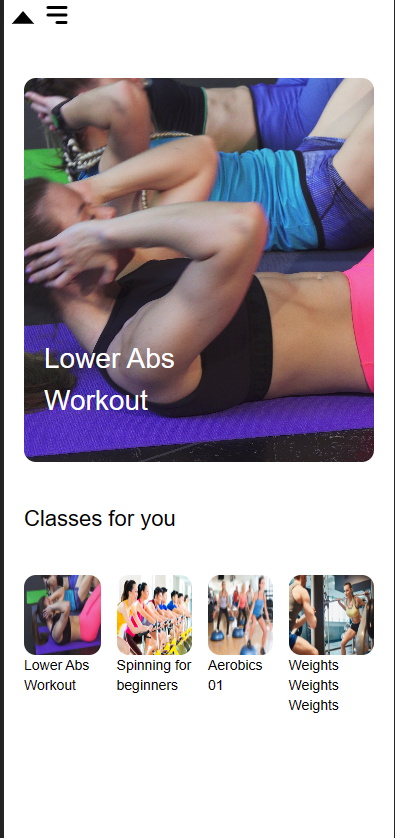 Lower Abs
Workout
Classes for you
Lower Abs
Workout
Spinning for
beginners
Aerobics
01
Weights
Weights
Weights